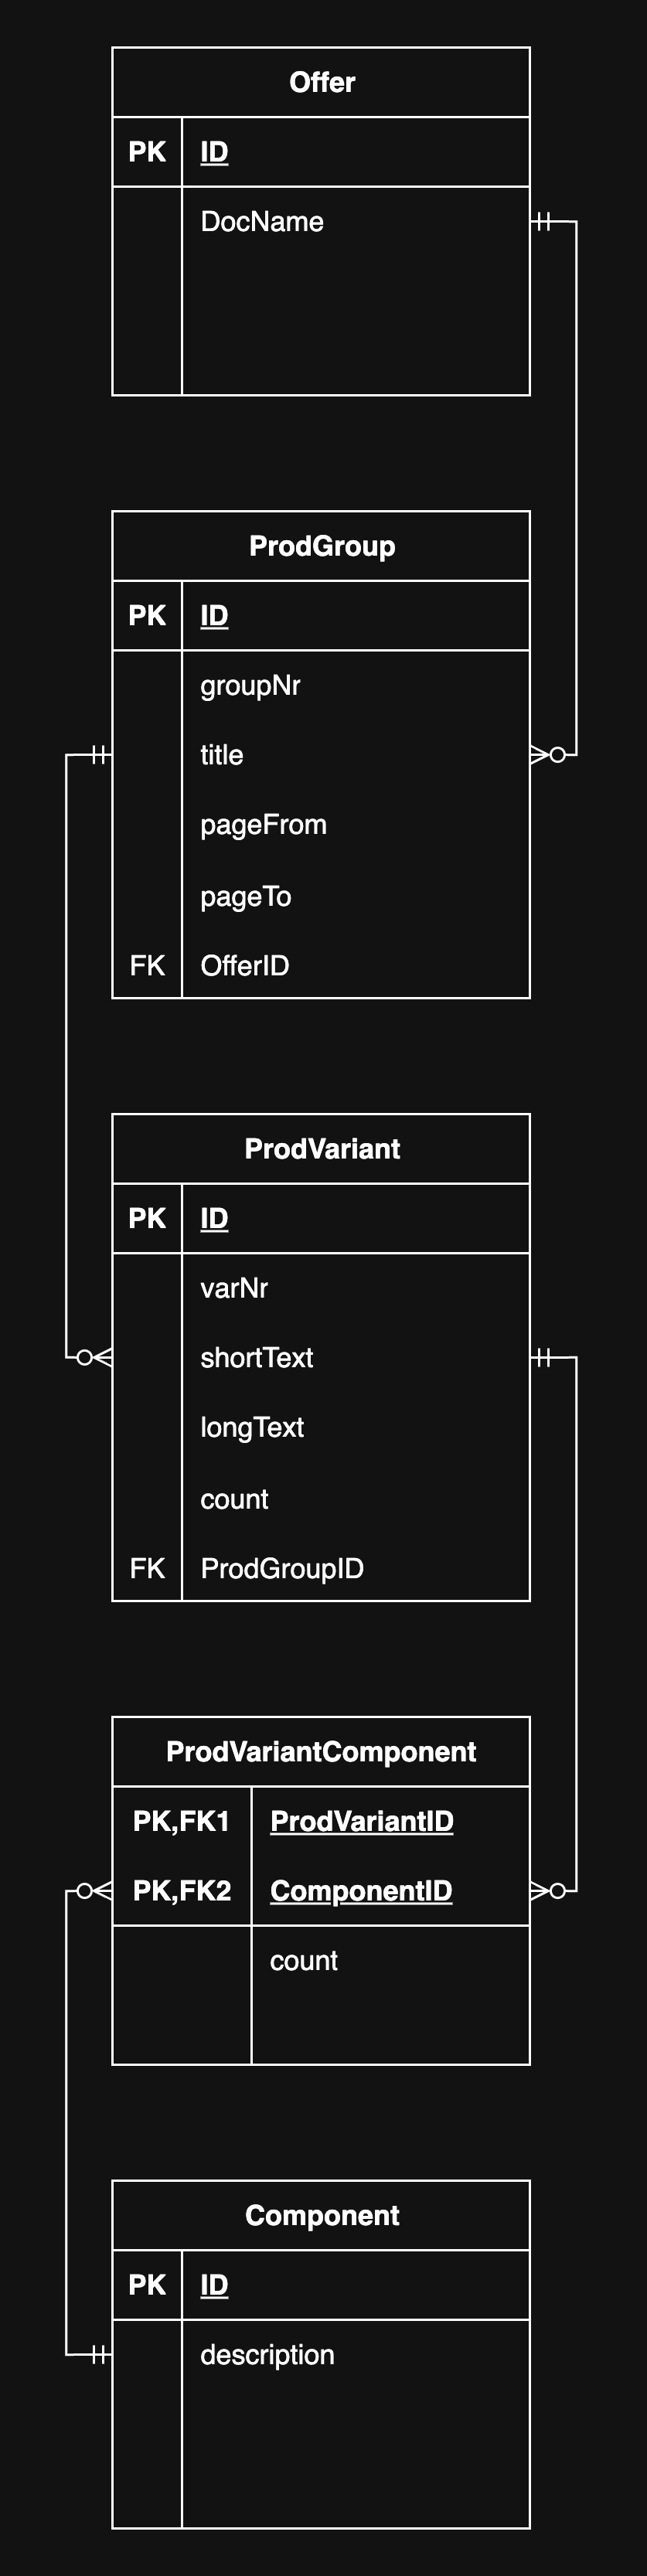 Offer
PK ID
DocName
ProdGroup
PK ID
groupNr
title
pageFrom
pageTo
FK OfferID
ProdVariant
PK ID
varNr
shortText
longText
count
FK ProdGroupID
ProdVariantComponent
PK,FK1 ProdVariantID
PK,FK2 ComponentID
count
Component
PK ID
description